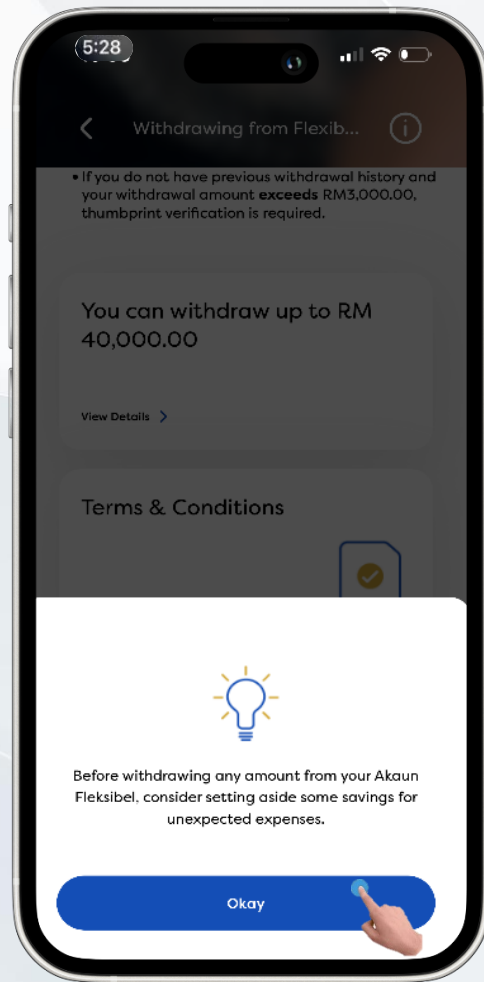 5:28
Withdrawing from Flexib...
• If you do not have previous withdrawal history and
your withdrawal amount exceeds RM3,000.00,
thumbprint verification is required.
You can withdraw up to RM
40,000.00
View Details
Terms & Conditions
Before withdrawing any amount from your Akaun
Fleksibel, consider setting aside some savings for
unexpected expenses.
Okay